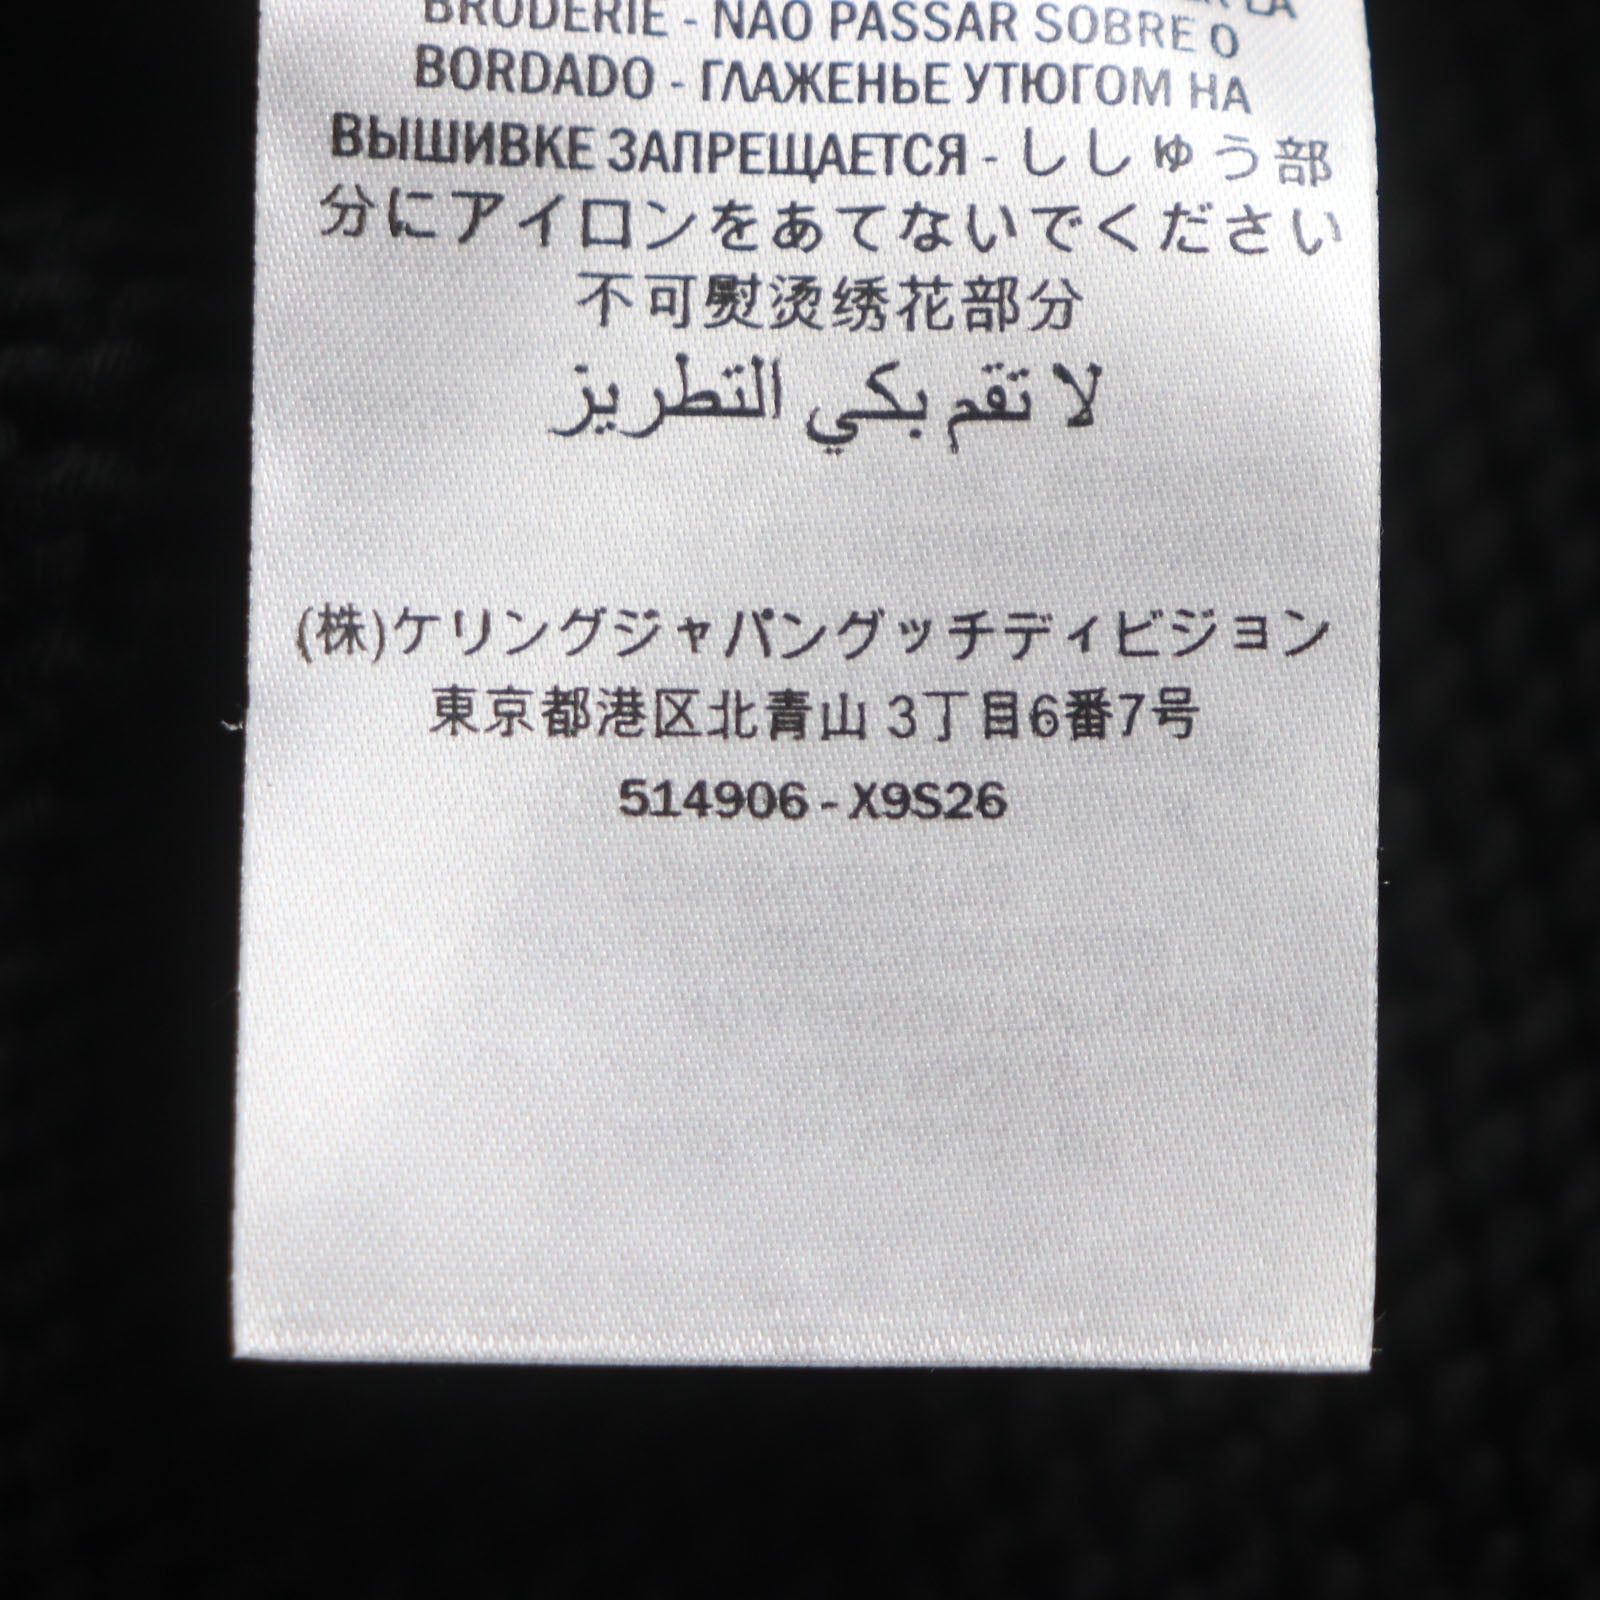 LA
BRODERIE - NÃO PASSAR SOBRE O
BORDADO - ГЛАЖЕНЬЕ УТЮГОМ НА
ВЫШИВКЕ ЗАПРЕЩАЕТСЯ - ししゅう部
分にアイロンをあてないでください
不可熨烫绣花部分
لا تقم بكي التطريز
(株)ケリングジャパングッチディビジョン
東京都港区北青山 3丁目6番7号
514906 - X9S26